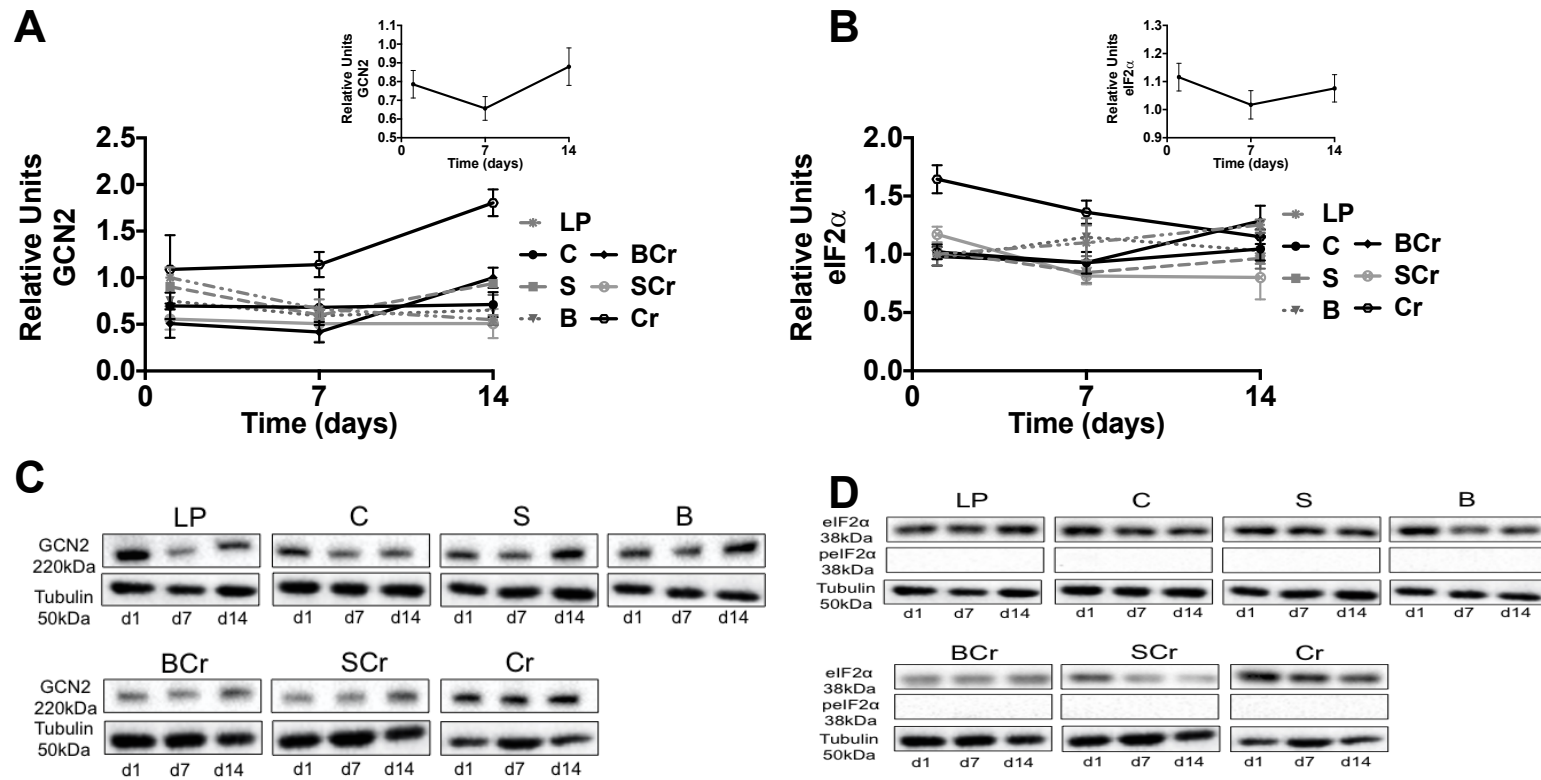 A
Relative Units
GCN2
1.1
1.0
0.9
0.8
0.7
0.6
0.5
0
7
14
Time (days)
Relative Units
GCN2
2.5
2.0
1.5
1.0
0.5
0.0
0
7
14
Time (days)
LP
C
BCr
S
SCr
B
Cr
B
Relative Units
eIF2α
1.3
1.2
1.1
1.0
0.9
0
7
14
Time (days)
Relative Units
eIF2α
2.0
1.5
1.0
0.5
0.0
0
7
14
Time (days)
LP
C
BCr
S
SCr
B
Cr
C
LP C S B
GCN2
220kDa
Tubulin
50kDa
d1 d7 d14 d1 d7 d14 d1 d7 d14 d1 d7 d14
BCr SCr Cr
GCN2
220kDa
Tubulin
50kDa
d1 d7 d14 d1 d7 d14 d1 d7 d14
D
LP C S B
eIF2α
38kDa
peIF2α
38kDa
Tubulin
50kDa
d1 d7 d14 d1 d7 d14 d1 d7 d14 d1 d7 d14
BCr SCr Cr
eIF2α
38kDa
peIF2α
38kDa
Tubulin
50kDa
d1 d7 d14 d1 d7 d14 d1 d7 d14